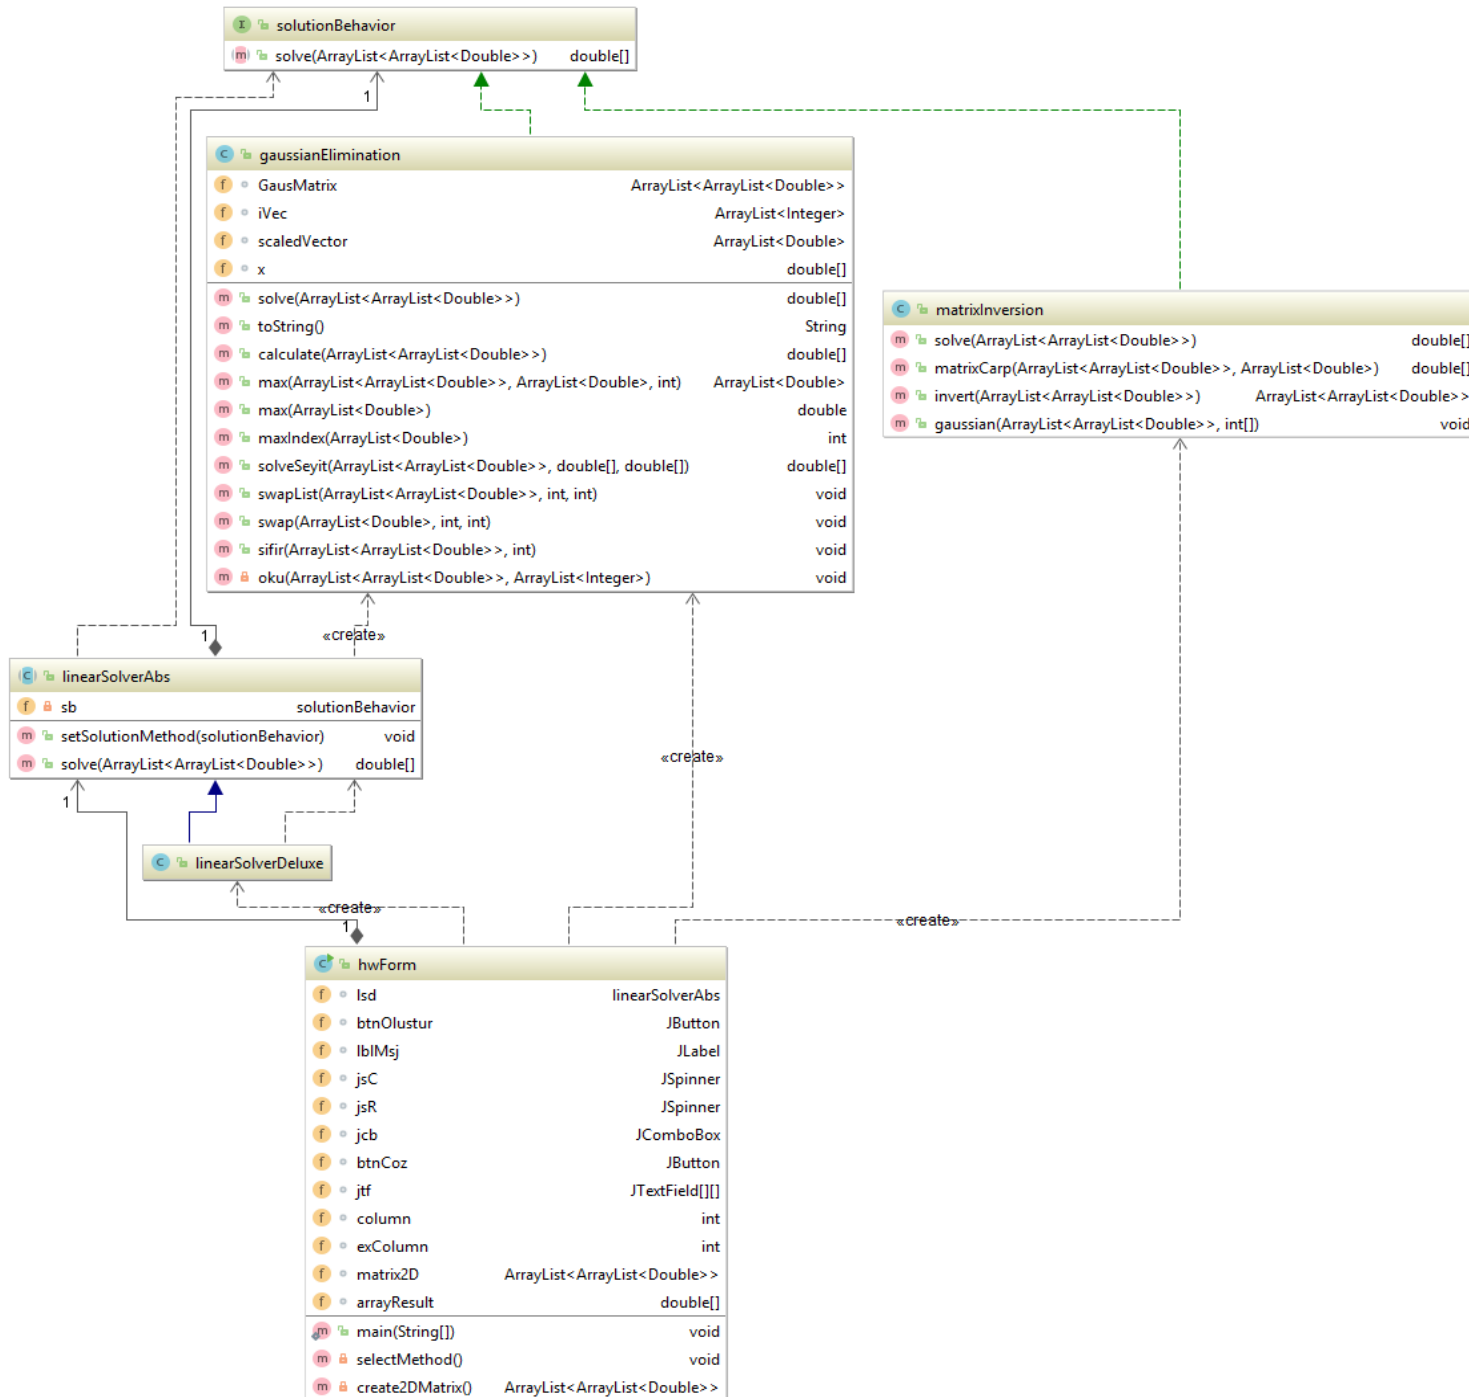 solutionBehavior
solve(ArrayList<ArrayList<Double>>) double[]
1
gaussianElimination
GausMatrix ArrayList<ArrayList<Double>>
iVec ArrayList<Integer>
scaledVector ArrayList<Double>
x double[]
solve(ArrayList<ArrayList<Double>>) double[]
toString() String
calculate(ArrayList<ArrayList<Double>>) double[]
max(ArrayList<ArrayList<Double>>, ArrayList<Double>, int) ArrayList<Double>
max(ArrayList<Double>) double
maxIndex(ArrayList<Double>) int
solveSeyit(ArrayList<ArrayList<Double>>, double[], double[]) double[]
swapList(ArrayList<ArrayList<Double>>, int, int) void
swap(ArrayList<Double>, int, int) void
sifir(ArrayList<ArrayList<Double>>, int) void
oku(ArrayList<ArrayList<Double>>, ArrayList<Integer>) void
matrixInversion
solve(ArrayList<ArrayList<Double>>) double[]
matrixCarp(ArrayList<ArrayList<Double>>, ArrayList<Double>) double[]
invert(ArrayList<ArrayList<Double>>) ArrayList<ArrayList<Double>>
gaussian(ArrayList<ArrayList<Double>>, int[]) void
1
«create»
linearSolverAbs
sb solutionBehavior
setSolutionMethod(solutionBehavior) void
solve(ArrayList<ArrayList<Double>>) double[]
«create»
1
linearSolverDeluxe
«create»
«create»
1
hwForm
lsd linearSolverAbs
btnOlustur JButton
lblMsj JLabel
jsC JSpinner
jsR JSpinner
jcb JComboBox
btnCoz JButton
jtf JTextField[][]
column int
exColumn int
matrix2D ArrayList<ArrayList<Double>>
arrayResult double[]
main(String[]) void
selectMethod() void
create2DMatrix() ArrayList<ArrayList<Double>>